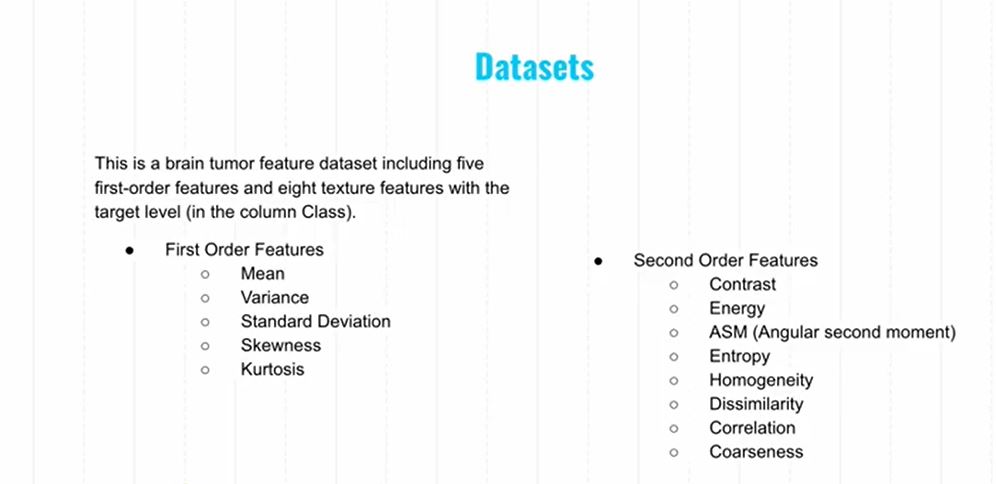 Datasets
This is a brain tumor feature dataset including five
first-order features and eight texture features with the
target level (in the column Class).
● First Order Features
○ Mean
○ Variance
○ Standard Deviation
○ Skewness
○ Kurtosis
● Second Order Features
○ Contrast
○ Energy
○ ASM (Angular second moment)
○ Entropy
○ Homogeneity
○ Dissimilarity
○ Correlation
○ Coarseness